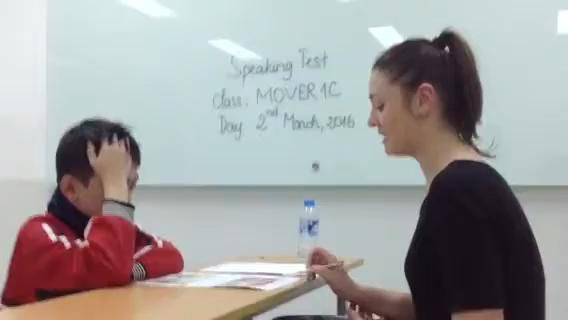 Speaking Test
Class. MOVER 1C
Day 2nd March, 2016